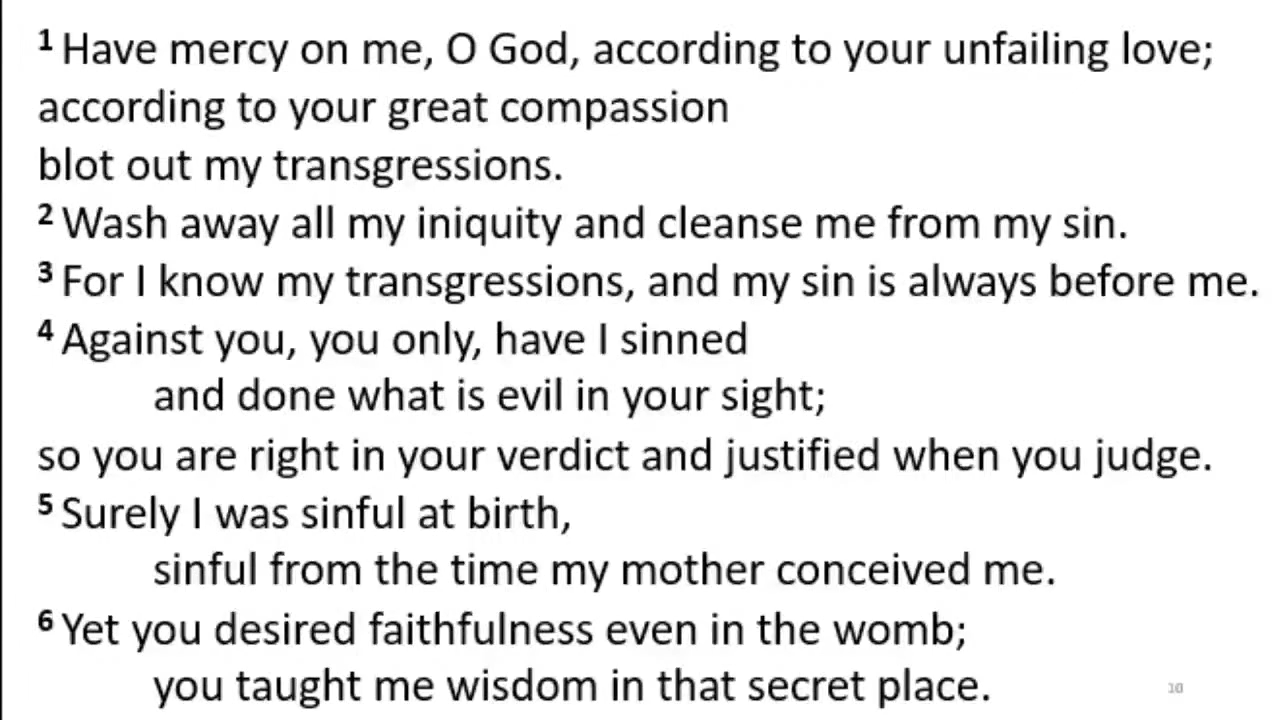 1 Have mercy on me, O God, according to your unfailing love;
according to your great compassion
blot out my transgressions.
2 Wash away all my iniquity and cleanse me from my sin.
3 For I know my transgressions, and my sin is always before me.
4 Against you, you only, have I sinned
and done what is evil in your sight;
so you are right in your verdict and justified when you judge.
5 Surely I was sinful at birth,
sinful from the time my mother conceived me.
6 Yet you desired faithfulness even in the womb;
you taught me wisdom in that secret place.
10